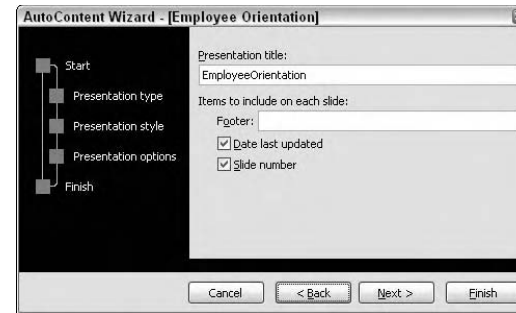 AutoContent Wizard - [Employee Orientation]
Start
Presentation type
Presentation style
Presentation options
Finish
Presentation title:
EmployeeOrientation
Items to include on each slide:
Footer:
Date last updated
Slide number
Cancel
< Back
Next >
Finish